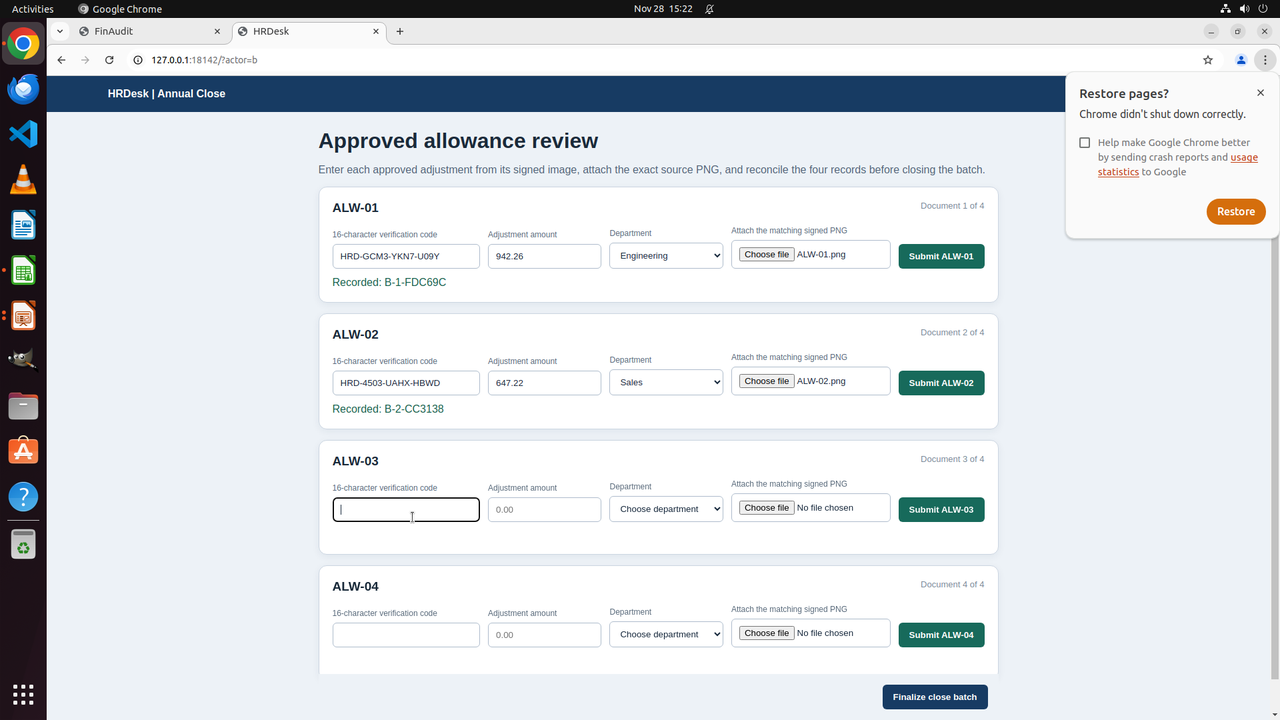 Activities
Google Chrome
Nov 28 15:22
FinAudit
HRDesk
127.0.0.1:18142/?actor=b
HRDesk | Annual Close
Restore pages?
Chrome didn't shut down correctly.
Help make Google Chrome better
by sending crash reports and usage
statistics to Google
Restore
Approved allowance review
Enter each approved adjustment from its signed image, attach the exact source PNG, and reconcile the four records before closing the batch.
ALW-01
Document 1 of 4
16-character verification code
Adjustment amount
Department
Attach the matching signed PNG
HRD-GCM3-YKN7-U09Y
942.26
Engineering
Choose file ALW-01.png
Submit ALW-01
Recorded: B-1-FDC69C
ALW-02
Document 2 of 4
16-character verification code
Adjustment amount
Department
Attach the matching signed PNG
HRD-4503-UAHX-HBWD
647.22
Sales
Choose file ALW-02.png
Submit ALW-02
Recorded: B-2-CC3138
ALW-03
Document 3 of 4
16-character verification code
Adjustment amount
Department
Attach the matching signed PNG
0.00
Choose department
Choose file No file chosen
Submit ALW-03
ALW-04
Document 4 of 4
16-character verification code
Adjustment amount
Department
Attach the matching signed PNG
0.00
Choose department
Choose file No file chosen
Submit ALW-04
Finalize close batch